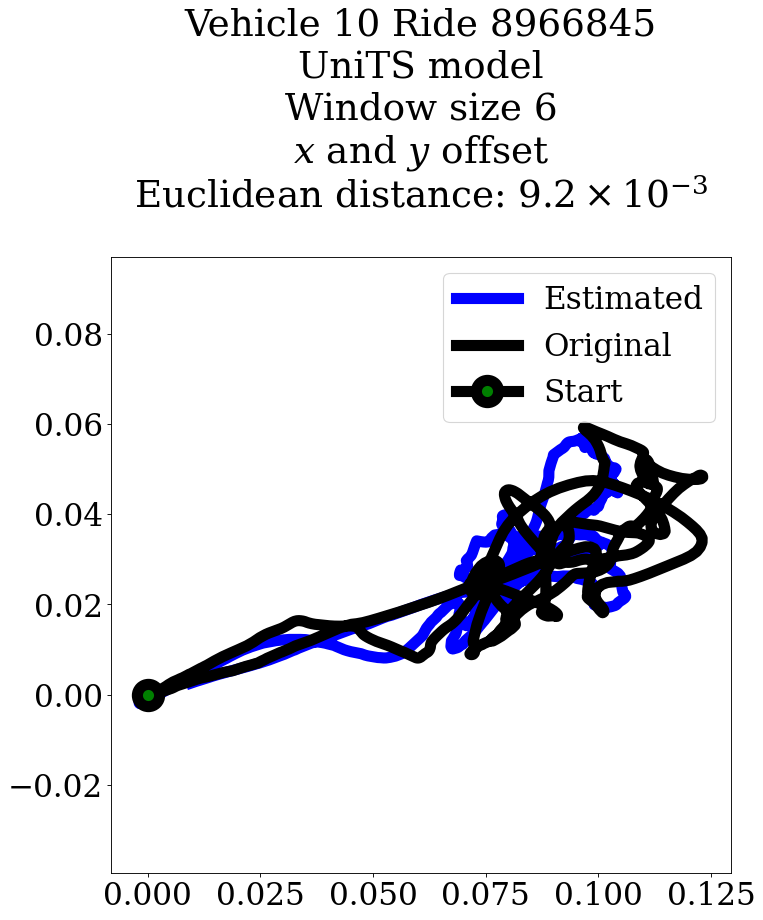 Vehicle 10 Ride 8966845
UniTS model
Window size 6
x and y offset
Euclidean distance: 9.2 × 10⁻³
Estimated
Original
Start
0.08
0.06
0.04
0.02
0.00
−0.02
0.000 0.025 0.050 0.075 0.100 0.125